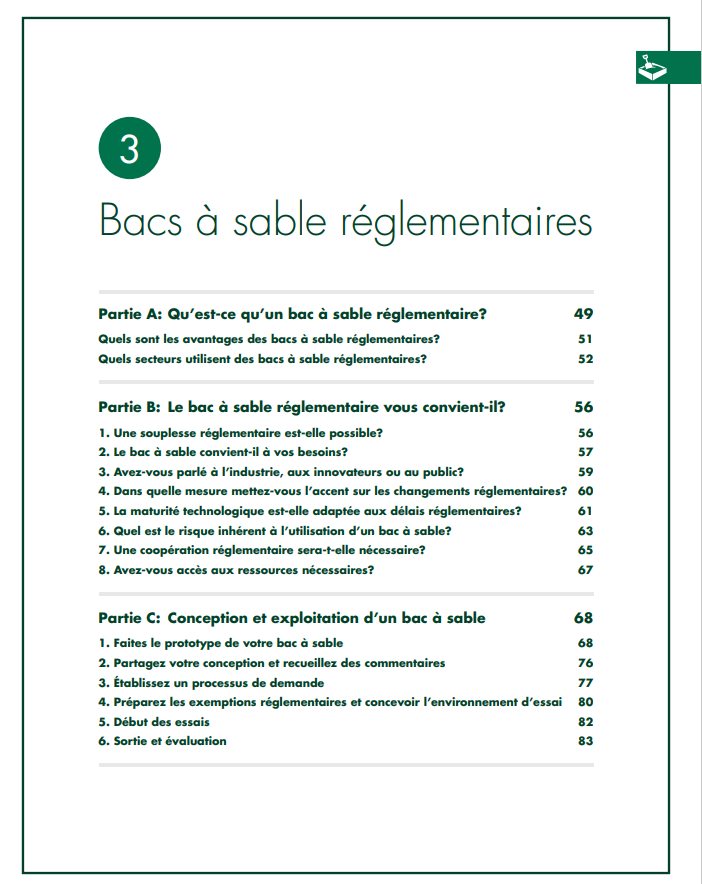 3
Bacs à sable réglementaires
Partie A: Qu’est-ce qu’un bac à sable réglementaire? 49
Quels sont les avantages des bacs à sable réglementaires? 51
Quels secteurs utilisent des bacs à sable réglementaires? 52
Partie B: Le bac à sable réglementaire vous convient-il? 56
1. Une souplesse réglementaire est-elle possible? 56
2. Le bac à sable convient-il à vos besoins? 57
3. Avez-vous parlé à l’industrie, aux innovateurs ou au public? 59
4. Dans quelle mesure mettez-vous l’accent sur les changements réglementaires? 60
5. La maturité technologique est-elle adaptée aux délais réglementaires? 61
6. Quel est le risque inhérent à l’utilisation d’un bac à sable? 63
7. Une coopération réglementaire sera-t-elle nécessaire? 65
8. Avez-vous accès aux ressources nécessaires? 67
Partie C: Conception et exploitation d’un bac à sable 68
1. Faites le prototype de votre bac à sable 68
2. Partagez votre conception et recueillez des commentaires 76
3. Établissez un processus de demande 77
4. Préparez les exemptions réglementaires et concevoir l’environnement d’essai 80
5. Début des essais 82
6. Sortie et évaluation 83